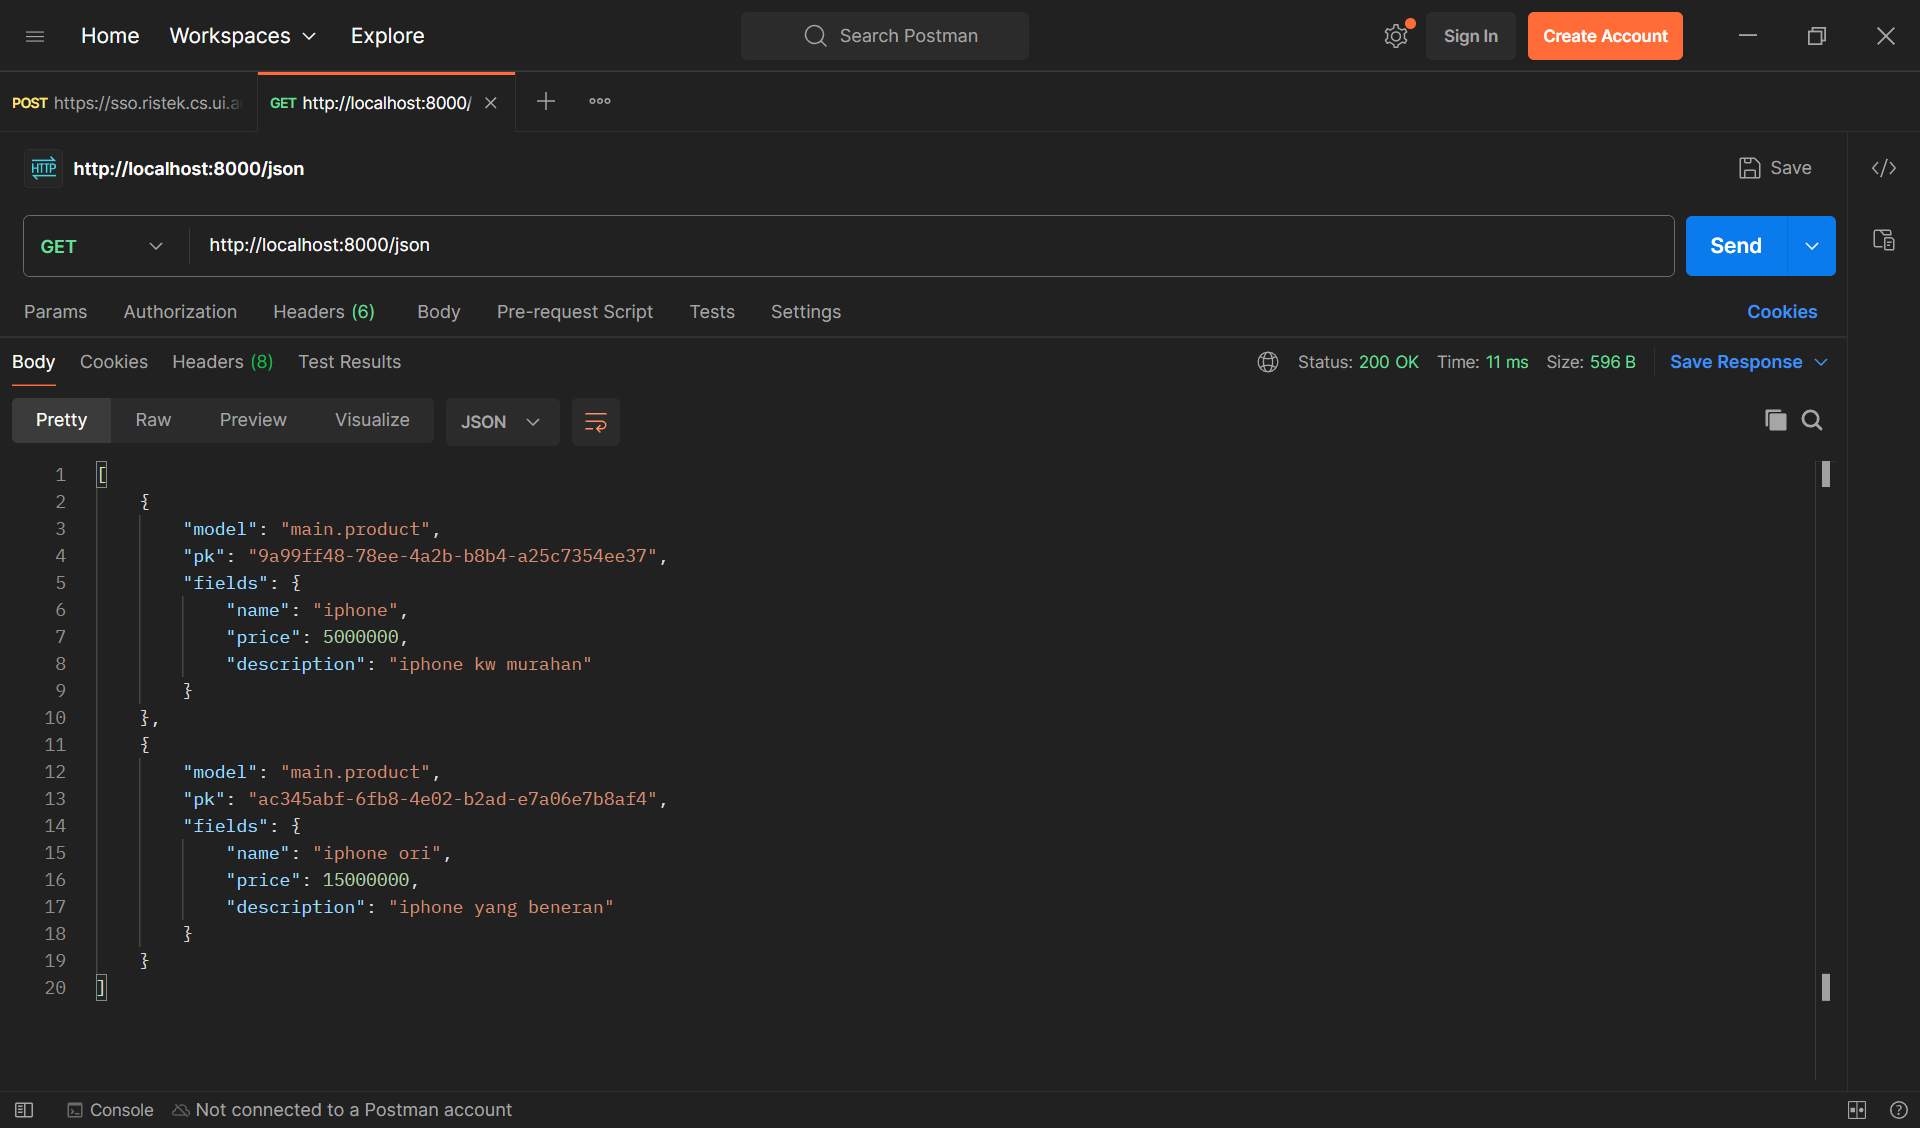 Home Workspaces Explore Search Postman Sign In Create Account
POST https://sso.ristek.cs.ui.a GET http://localhost:8000/
HTTP http://localhost:8000/json Save
GET http://localhost:8000/json Send
Params Authorization Headers (6) Body Pre-request Script Tests Settings Cookies
Body Cookies Headers (8) Test Results Status: 200 OK Time: 11 ms Size: 596 B Save Response
Pretty Raw Preview Visualize JSON
1 [
2 {
3 "model": "main.product",
4 "pk": "9a99ff48-78ee-4a2b-b8b4-a25c7354ee37",
5 "fields": {
6 "name": "iphone",
7 "price": 5000000,
8 "description": "iphone kw murahan"
9 }
10 },
11 {
12 "model": "main.product",
13 "pk": "ac345abf-6fb8-4e02-b2ad-e7a06e7b8af4",
14 "fields": {
15 "name": "iphone ori",
16 "price": 15000000,
17 "description": "iphone yang beneran"
18 }
19 }
20 ]
Console Not connected to a Postman account